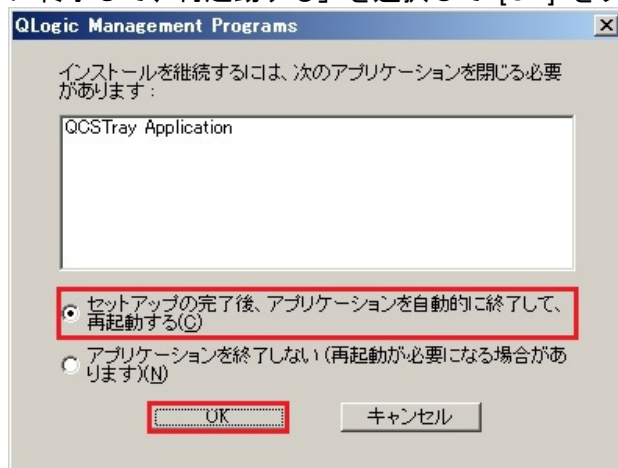 QLogic Management Programs
インストールを継続するには、次のアプリケーションを閉じる必要
があります:
QCSTray Application
セットアップの完了後、アプリケーションを自動的に終了して、
再起動する(C)
アプリケーションを終了しない (再起動が必要になる場合があ
ります)(N)
OK
キャンセル